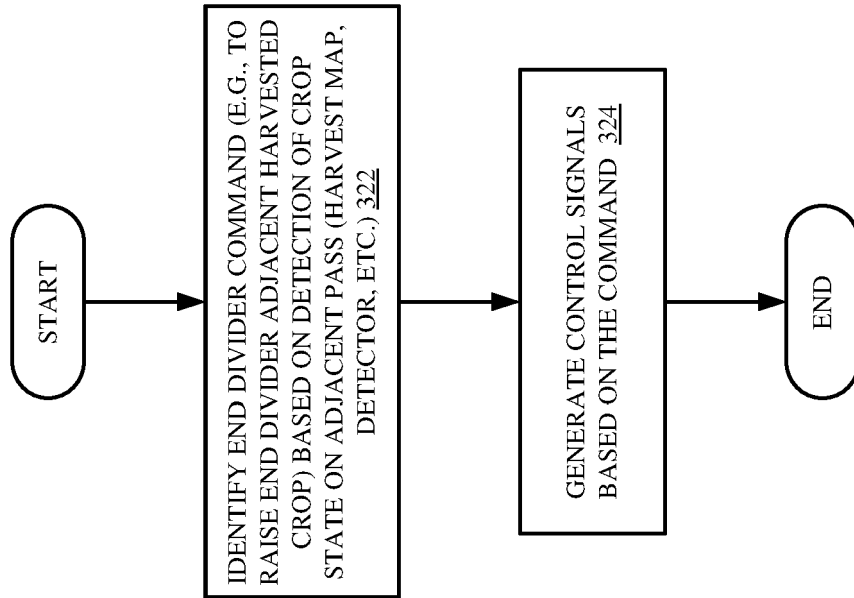 START
IDENTIFY END DIVIDER COMMAND (E.G., TO
RAISE END DIVIDER ADJACENT HARVESTED
CROP) BASED ON DETECTION OF CROP
STATE ON ADJACENT PASS (HARVEST MAP,
DETECTOR, ETC.) 322
GENERATE CONTROL SIGNALS
BASED ON THE COMMAND 324
END